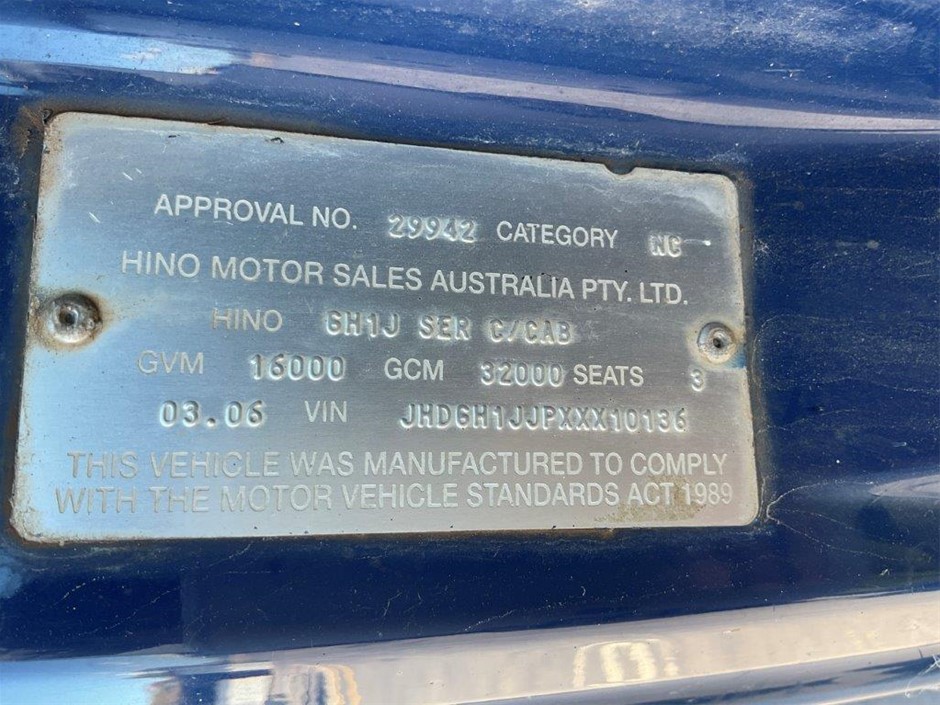 APPROVAL NO. 29942 CATEGORY NC
HINO MOTOR SALES AUSTRALIA PTY. LTD.
HINO GH1J SER C/CAB
GVM 16000 GCM 32000 SEATS 3
03.06 VIN JHDGH1JJPXXX10136
THIS VEHICLE WAS MANUFACTURED TO COMPLY
WITH THE MOTOR VEHICLE STANDARDS ACT 1989